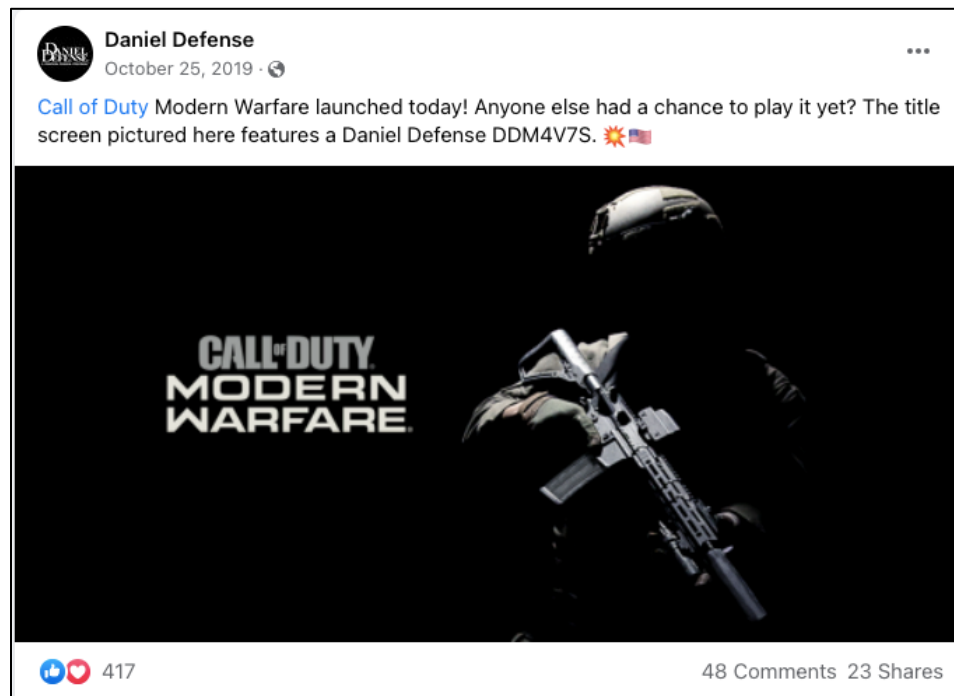 DANIEL DEFENSE
Daniel Defense
October 25, 2019 ·
Call of Duty Modern Warfare launched today! Anyone else had a chance to play it yet? The title
screen pictured here features a Daniel Defense DDM4V7S. 💥🇺🇸
CALL OF DUTY
MODERN
WARFARE.
417
48 Comments 23 Shares